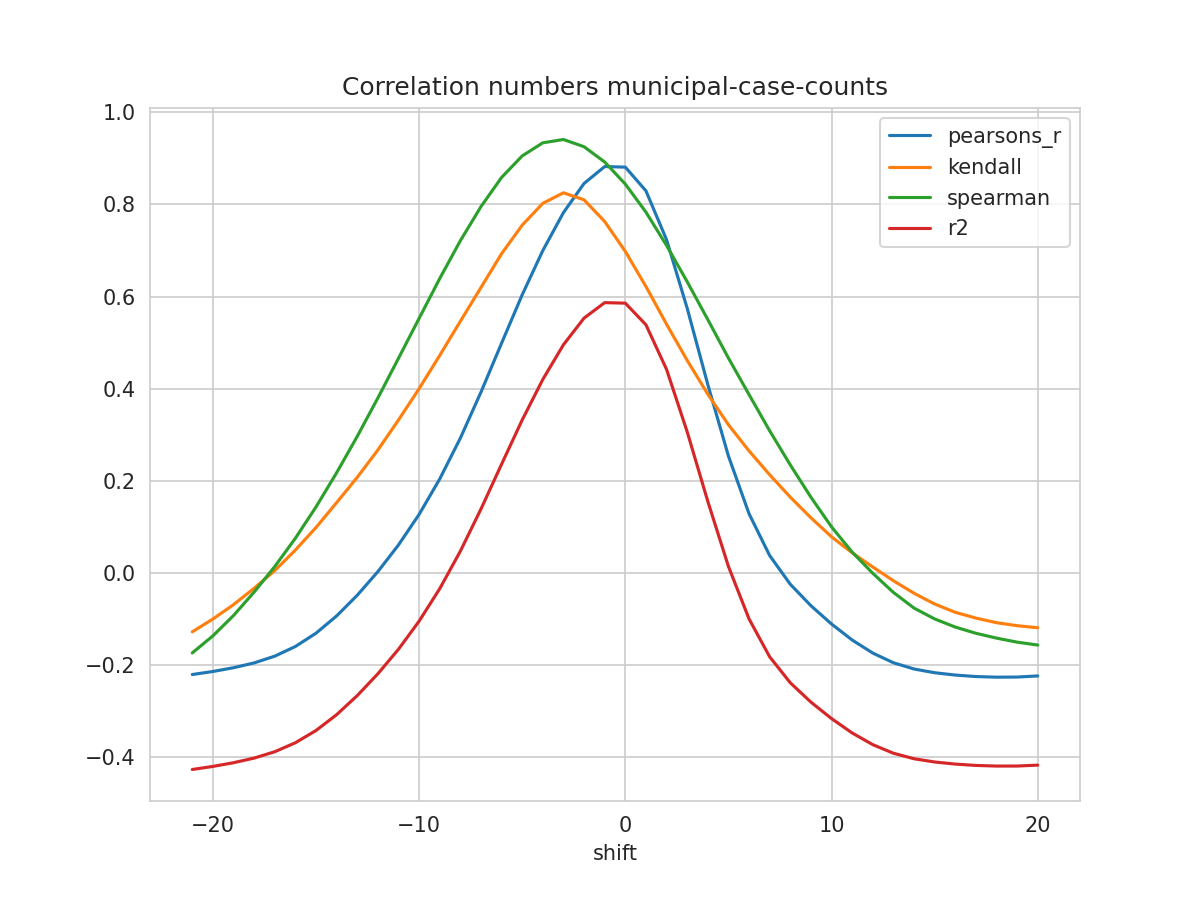 Correlation numbers municipal-case-counts
1.0
0.8
0.6
0.4
0.2
0.0
−0.2
−0.4
pearsons_r
kendall
spearman
r2
−20 −10 0 10 20
shift